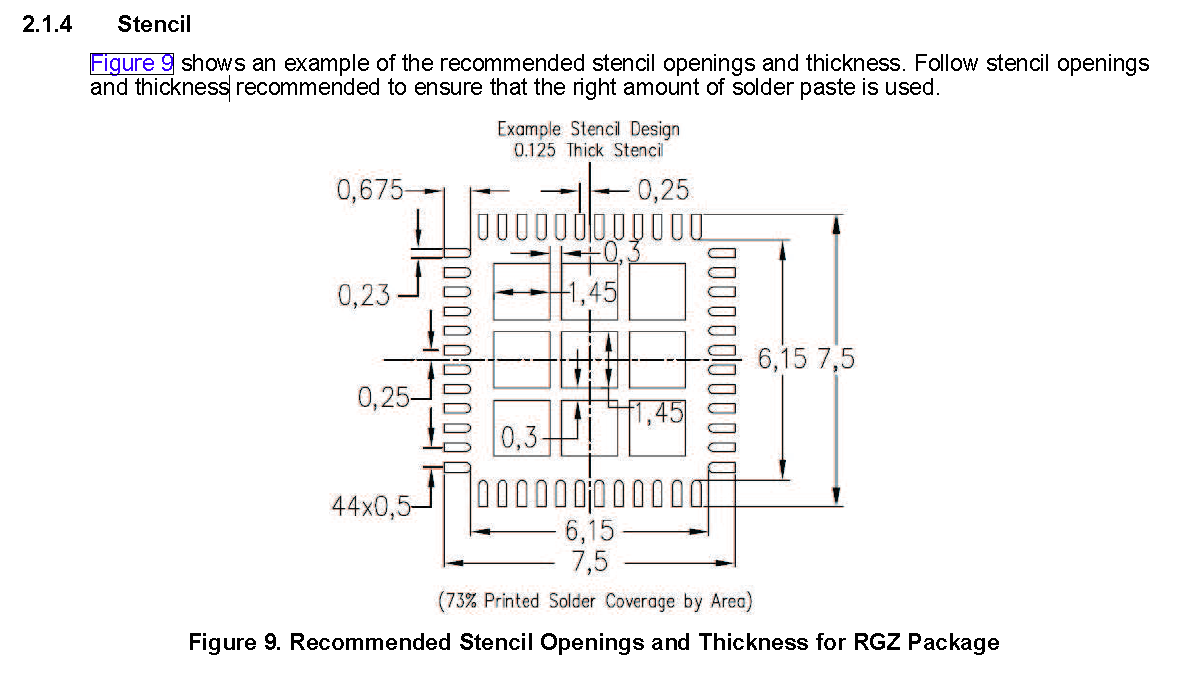 2.1.4 Stencil
Figure 9 shows an example of the recommended stencil openings and thickness. Follow stencil openings
and thickness recommended to ensure that the right amount of solder paste is used.
Example Stencil Design
0.125 Thick Stencil
0,675
0,25
0,3
0,23
1,45
6,15 7,5
0,25
1,45
0,3
44x0,5
6,15
7,5
(73% Printed Solder Coverage by Area)
Figure 9. Recommended Stencil Openings and Thickness for RGZ Package